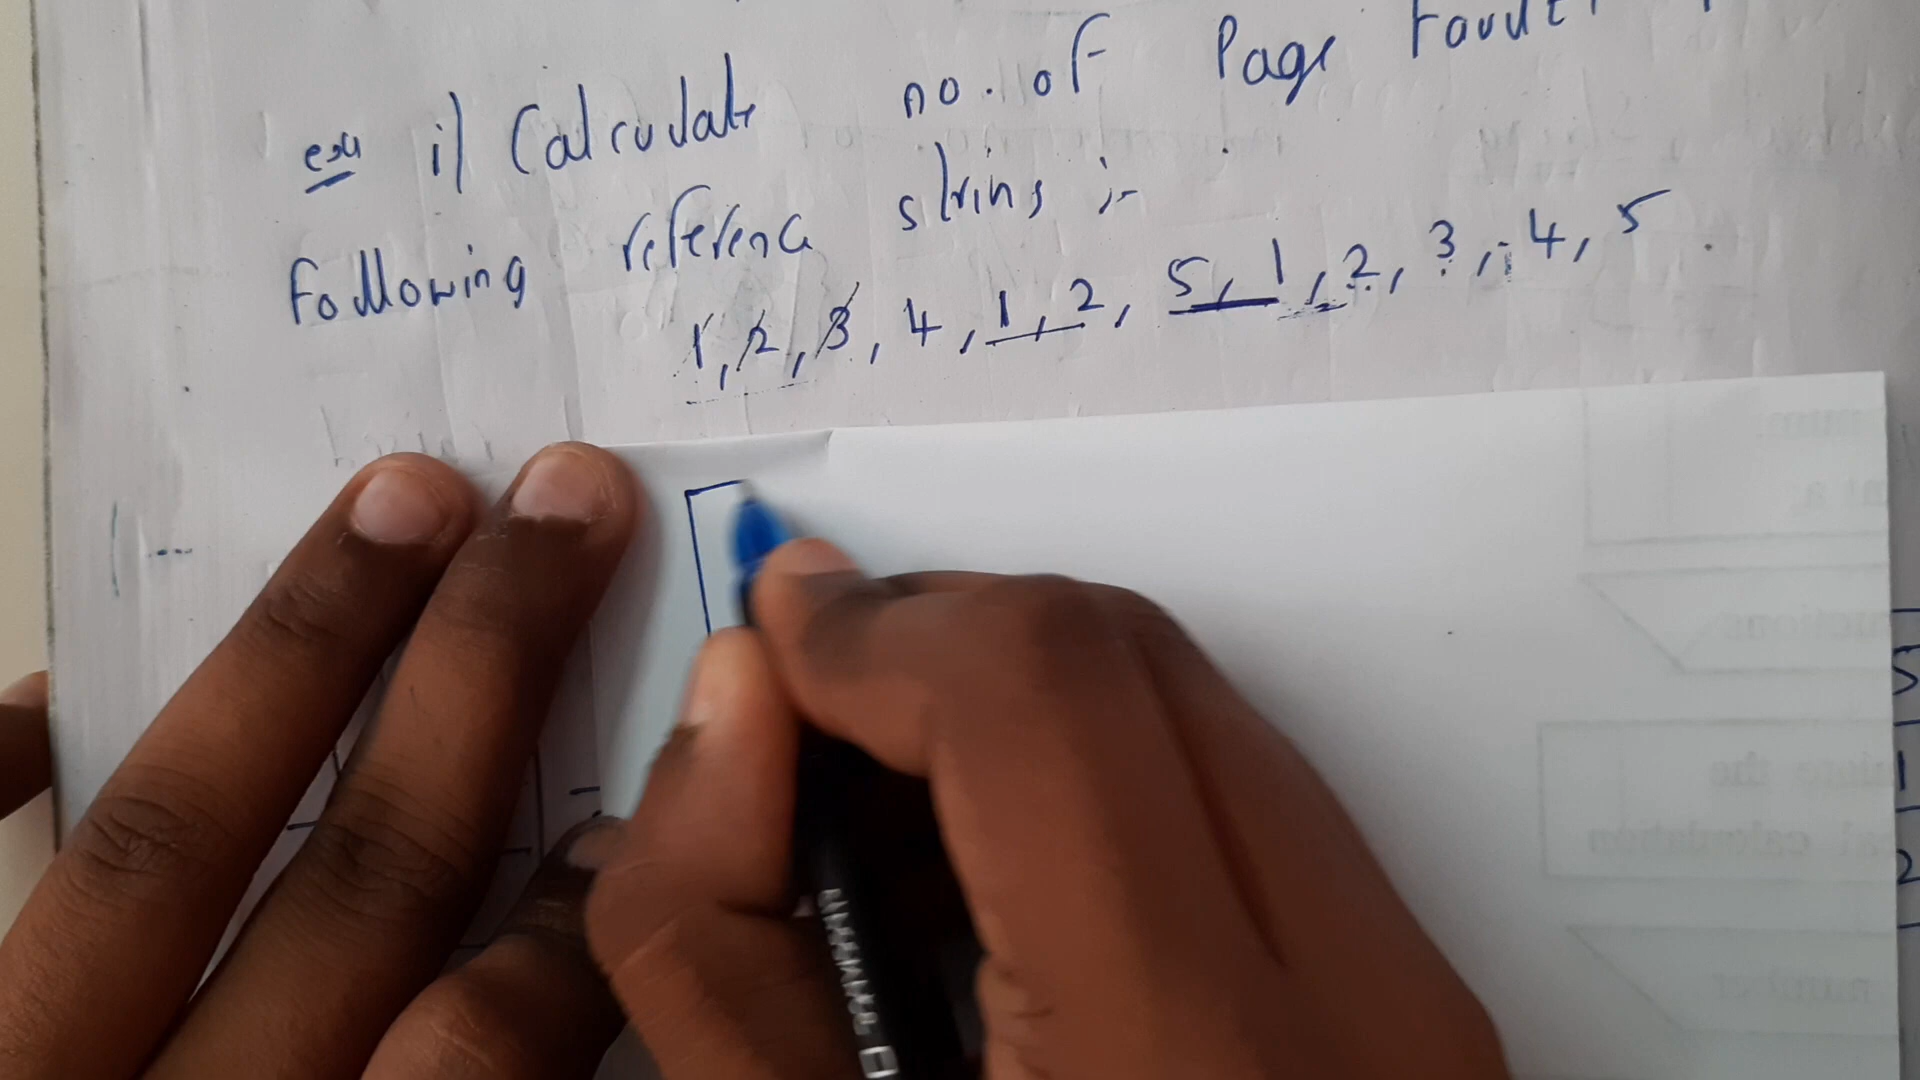 ex:- i) Calculate no. of Page Fault
Following reference string :-
1, 2, 3, 4, 1, 2, 5, 1, 2, 3, 4, 5